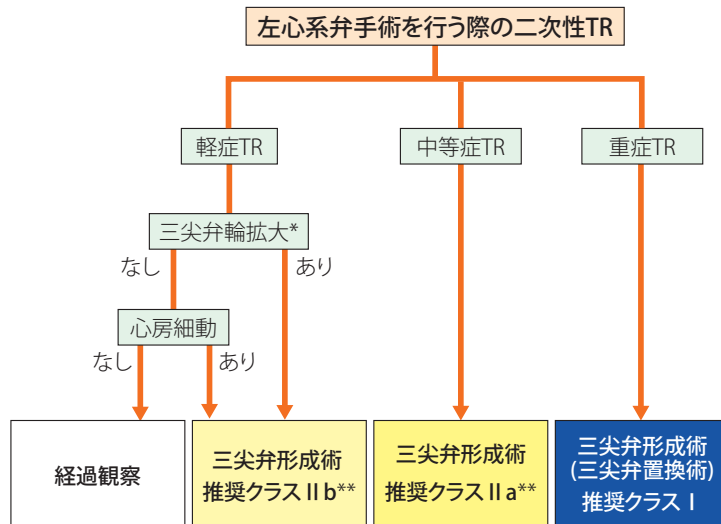 左心系弁手術を行う際の二次性TR
軽症TR
中等症TR
重症TR
三尖弁輪拡大*
なし
あり
心房細動
なし
あり
経過観察
三尖弁形成術
推奨クラスⅡb**
三尖弁形成術
推奨クラスⅡa**
三尖弁形成術
(三尖弁置換術)
推奨クラスⅠ